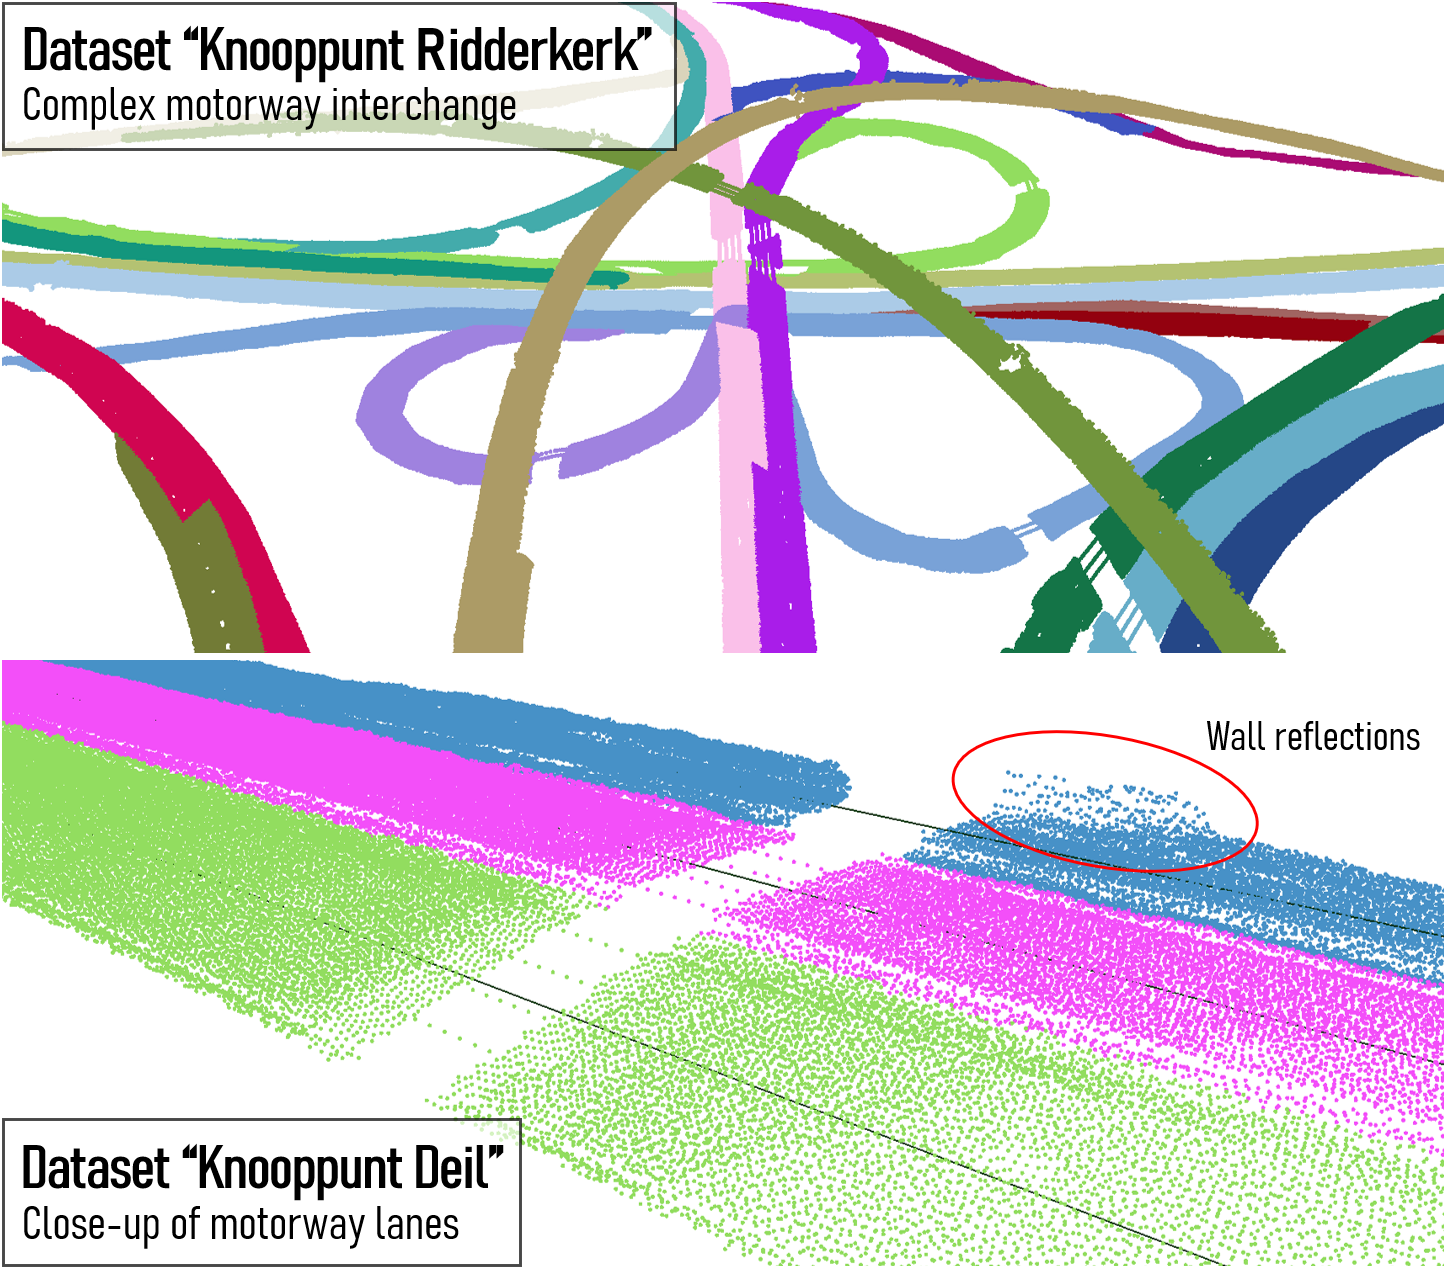 Dataset “Knooppunt Ridderkerk”
Complex motorway interchange
Wall reflections
Dataset “Knooppunt Deil”
Close-up of motorway lanes